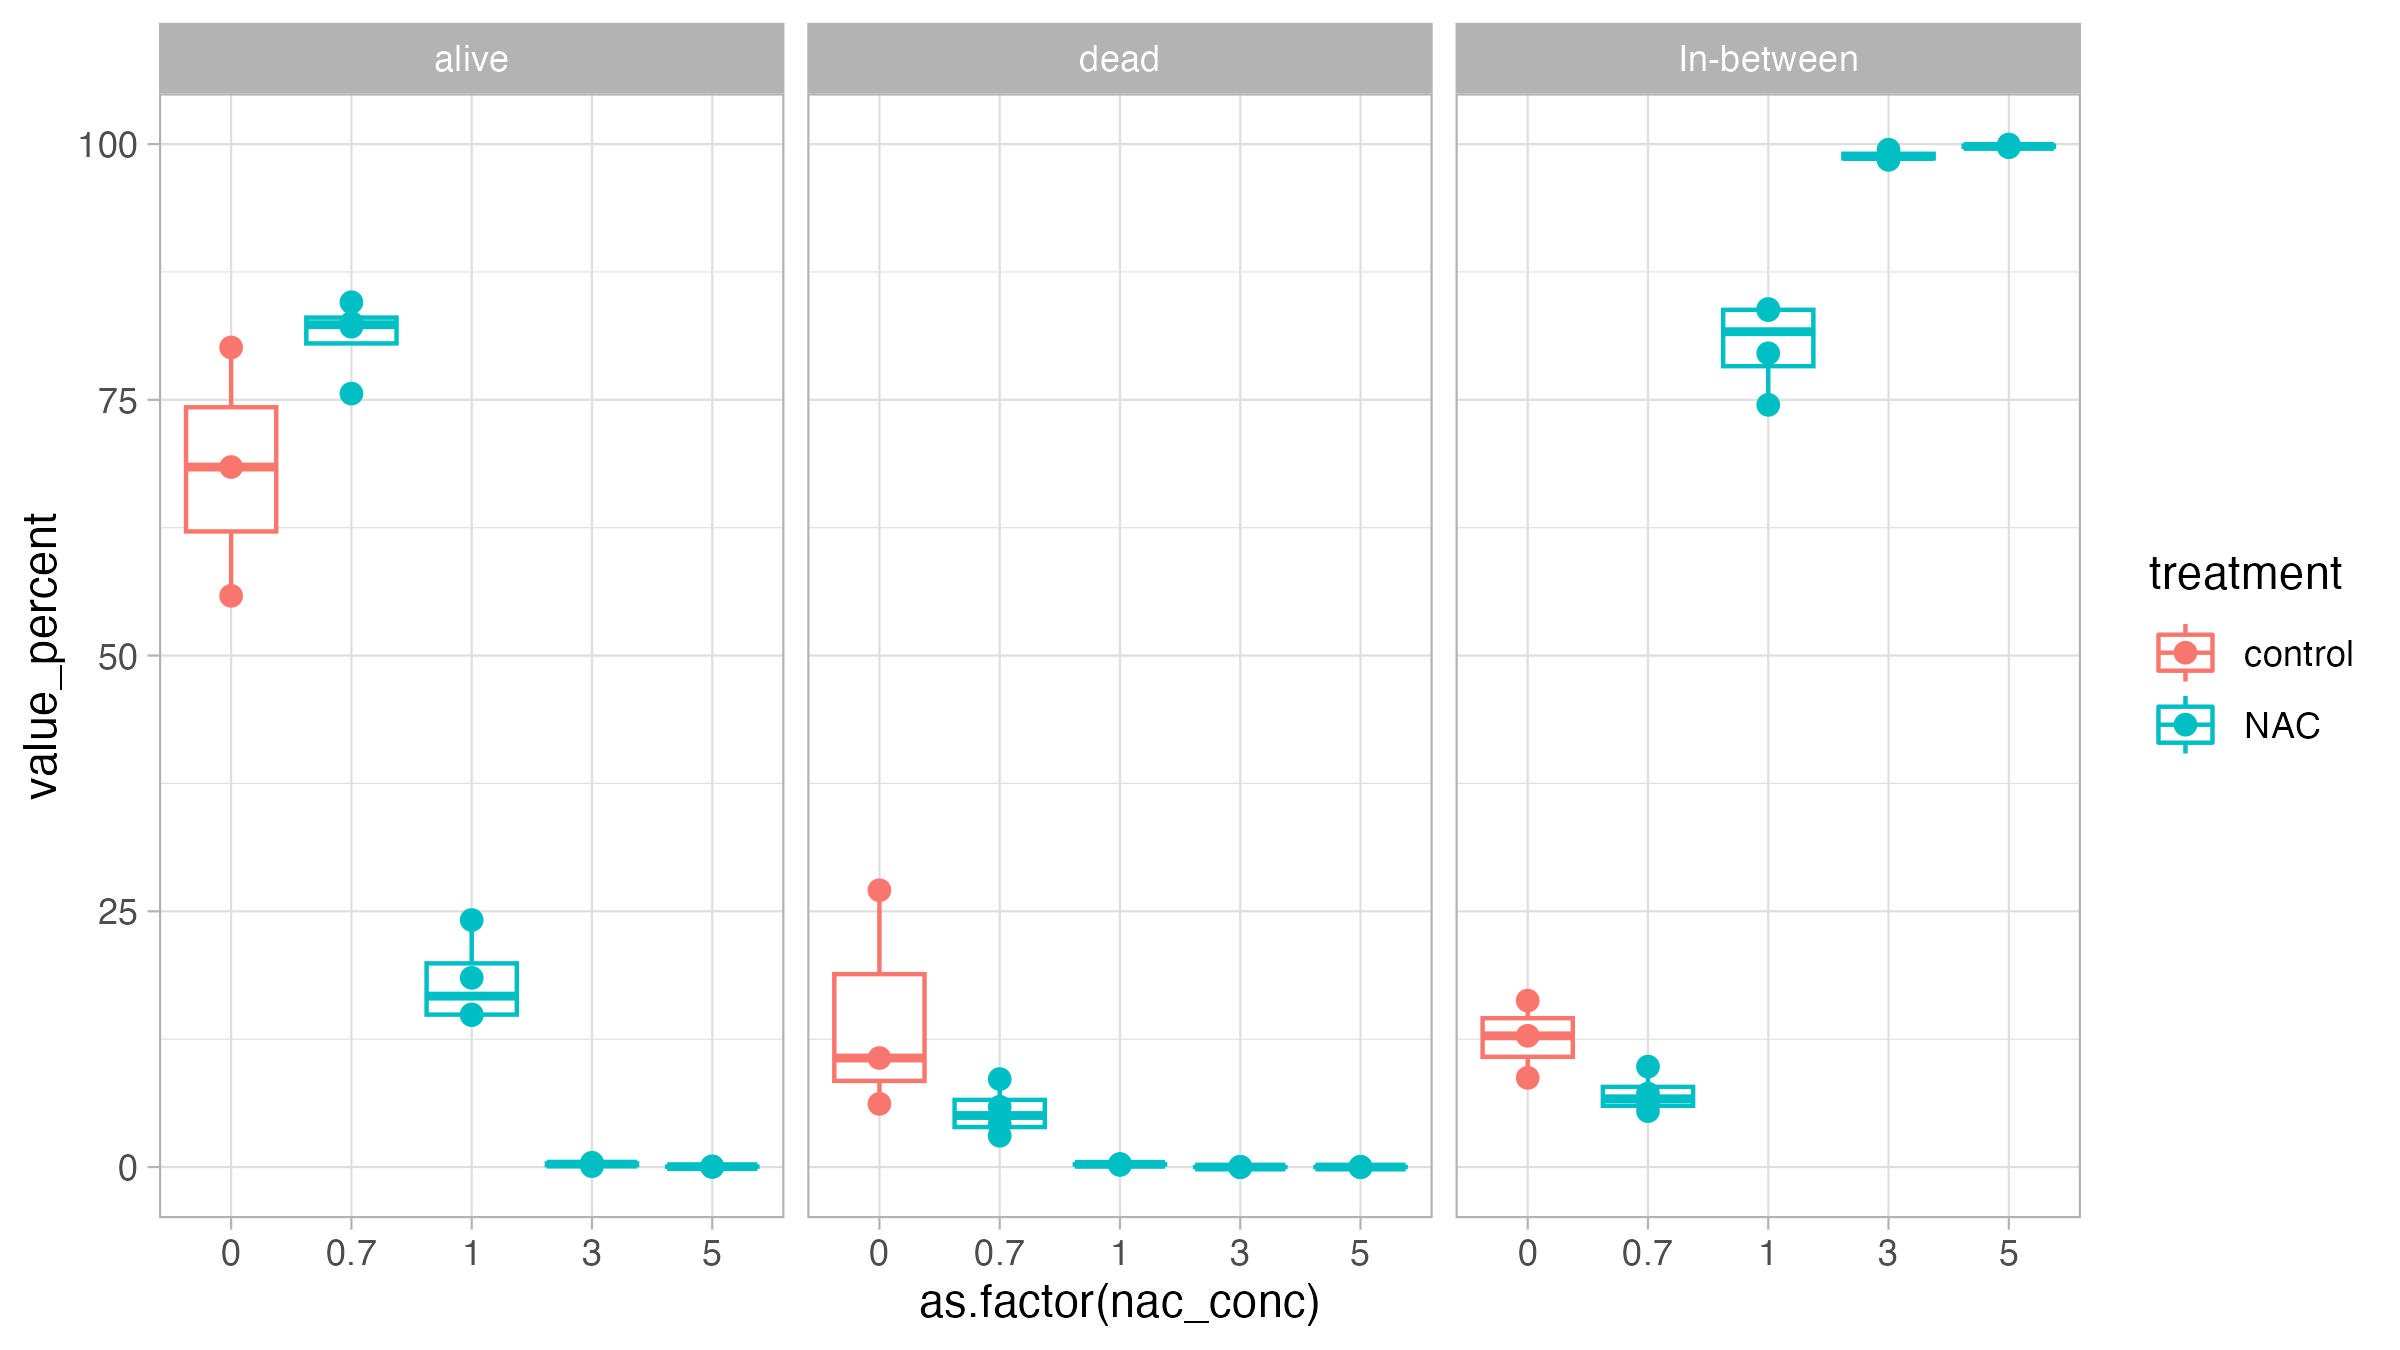 alive dead In-between
100
75
50
25
0
value_percent
0 0.7 1 3 5 0 0.7 1 3 5 0 0.7 1 3 5
as.factor(nac_conc)
treatment
control
NAC